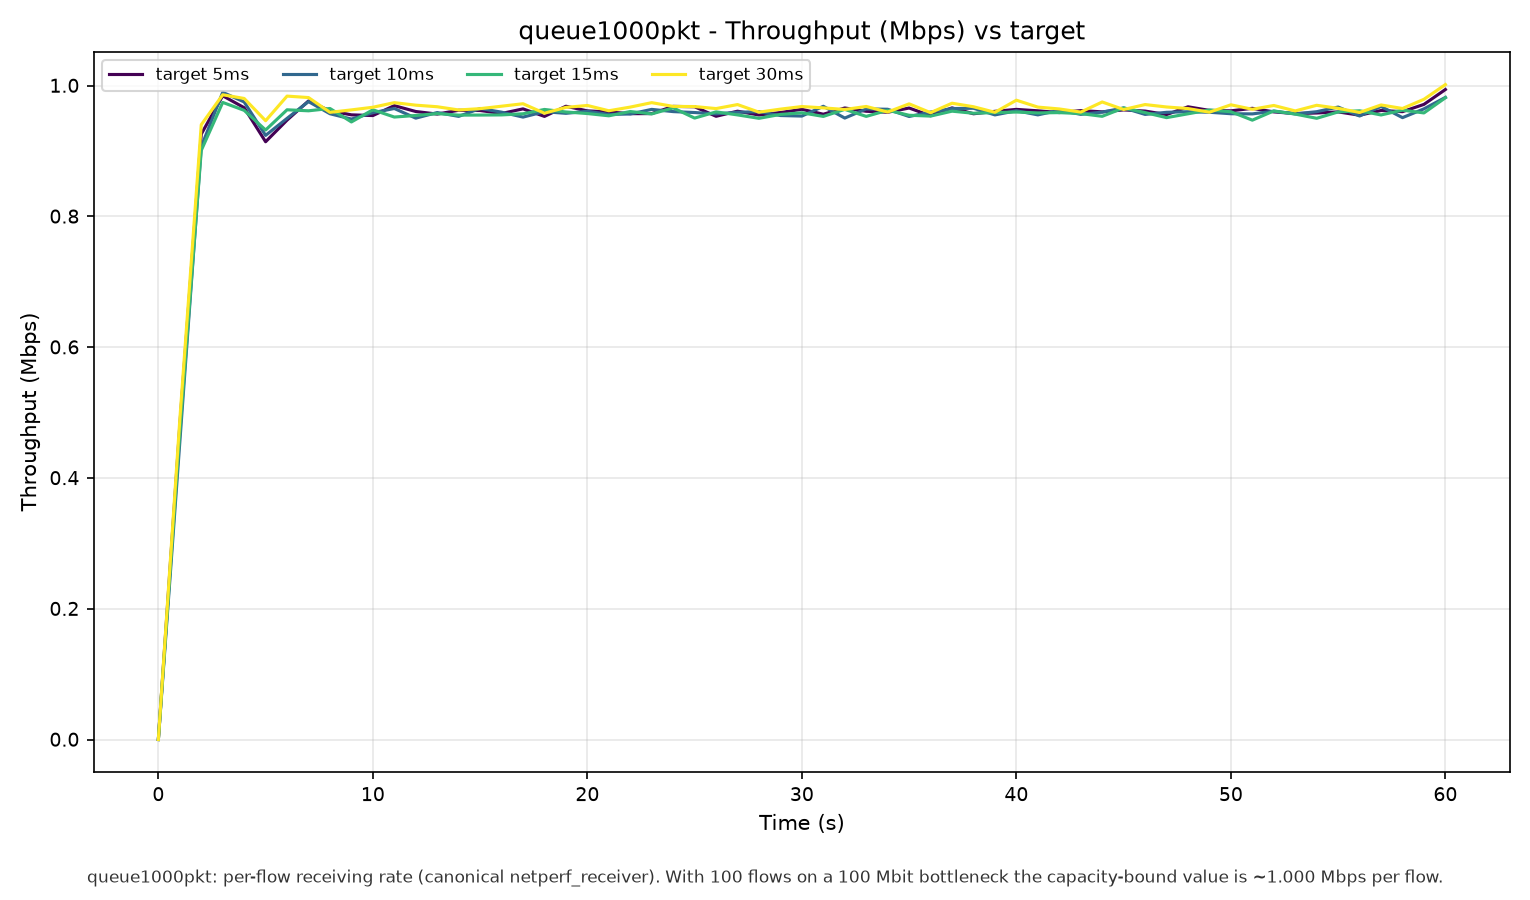 queue1000pkt - Throughput (Mbps) vs target
target 5ms target 10ms target 15ms target 30ms
Throughput (Mbps)
1.0
0.8
0.6
0.4
0.2
0.0
0 10 20 30 40 50 60
Time (s)
queue1000pkt: per-flow receiving rate (canonical netperf_receiver). With 100 flows on a 100 Mbit bottleneck the capacity-bound value is ~1.000 Mbps per flow.